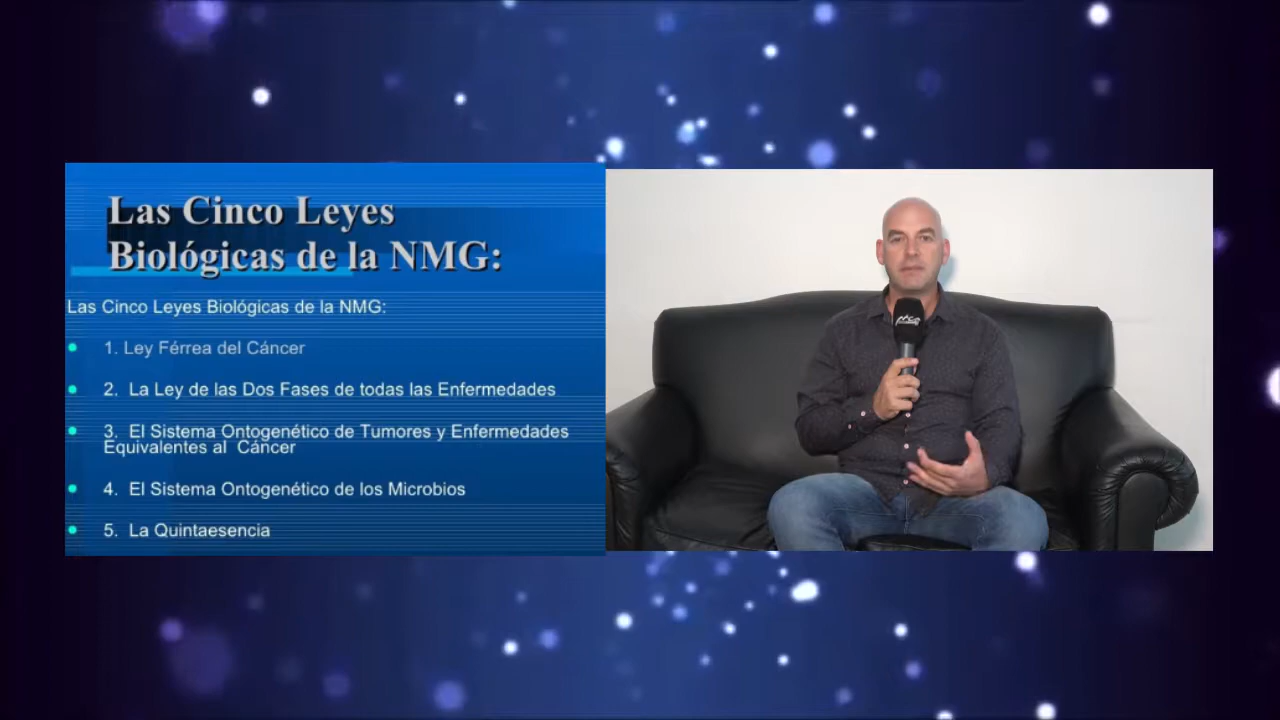 Las Cinco Leyes
Biológicas de la NMG:
Las Cinco Leyes Biológicas de la NMG:
1. Ley Férrea del Cáncer
2. La Ley de las Dos Fases de todas las Enfermedades
3. El Sistema Ontogenético de Tumores y Enfermedades
Equivalentes al Cáncer
4. El Sistema Ontogenético de los Microbios
5. La Quintaesencia